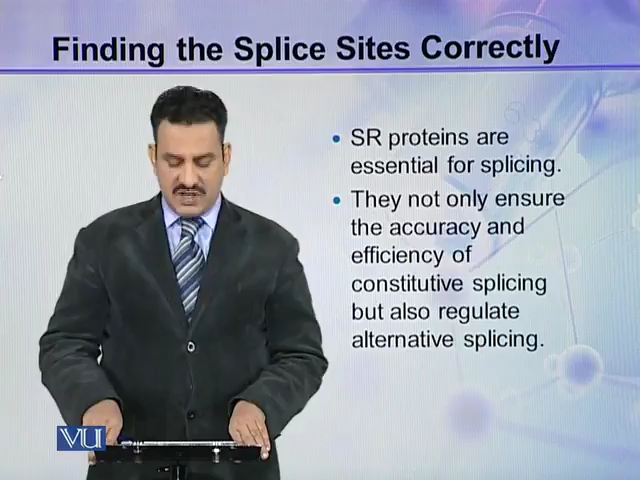 Finding the Splice Sites Correctly
SR proteins are
essential for splicing.
They not only ensure
the accuracy and
efficiency of
constitutive splicing
but also regulate
alternative splicing.
VU